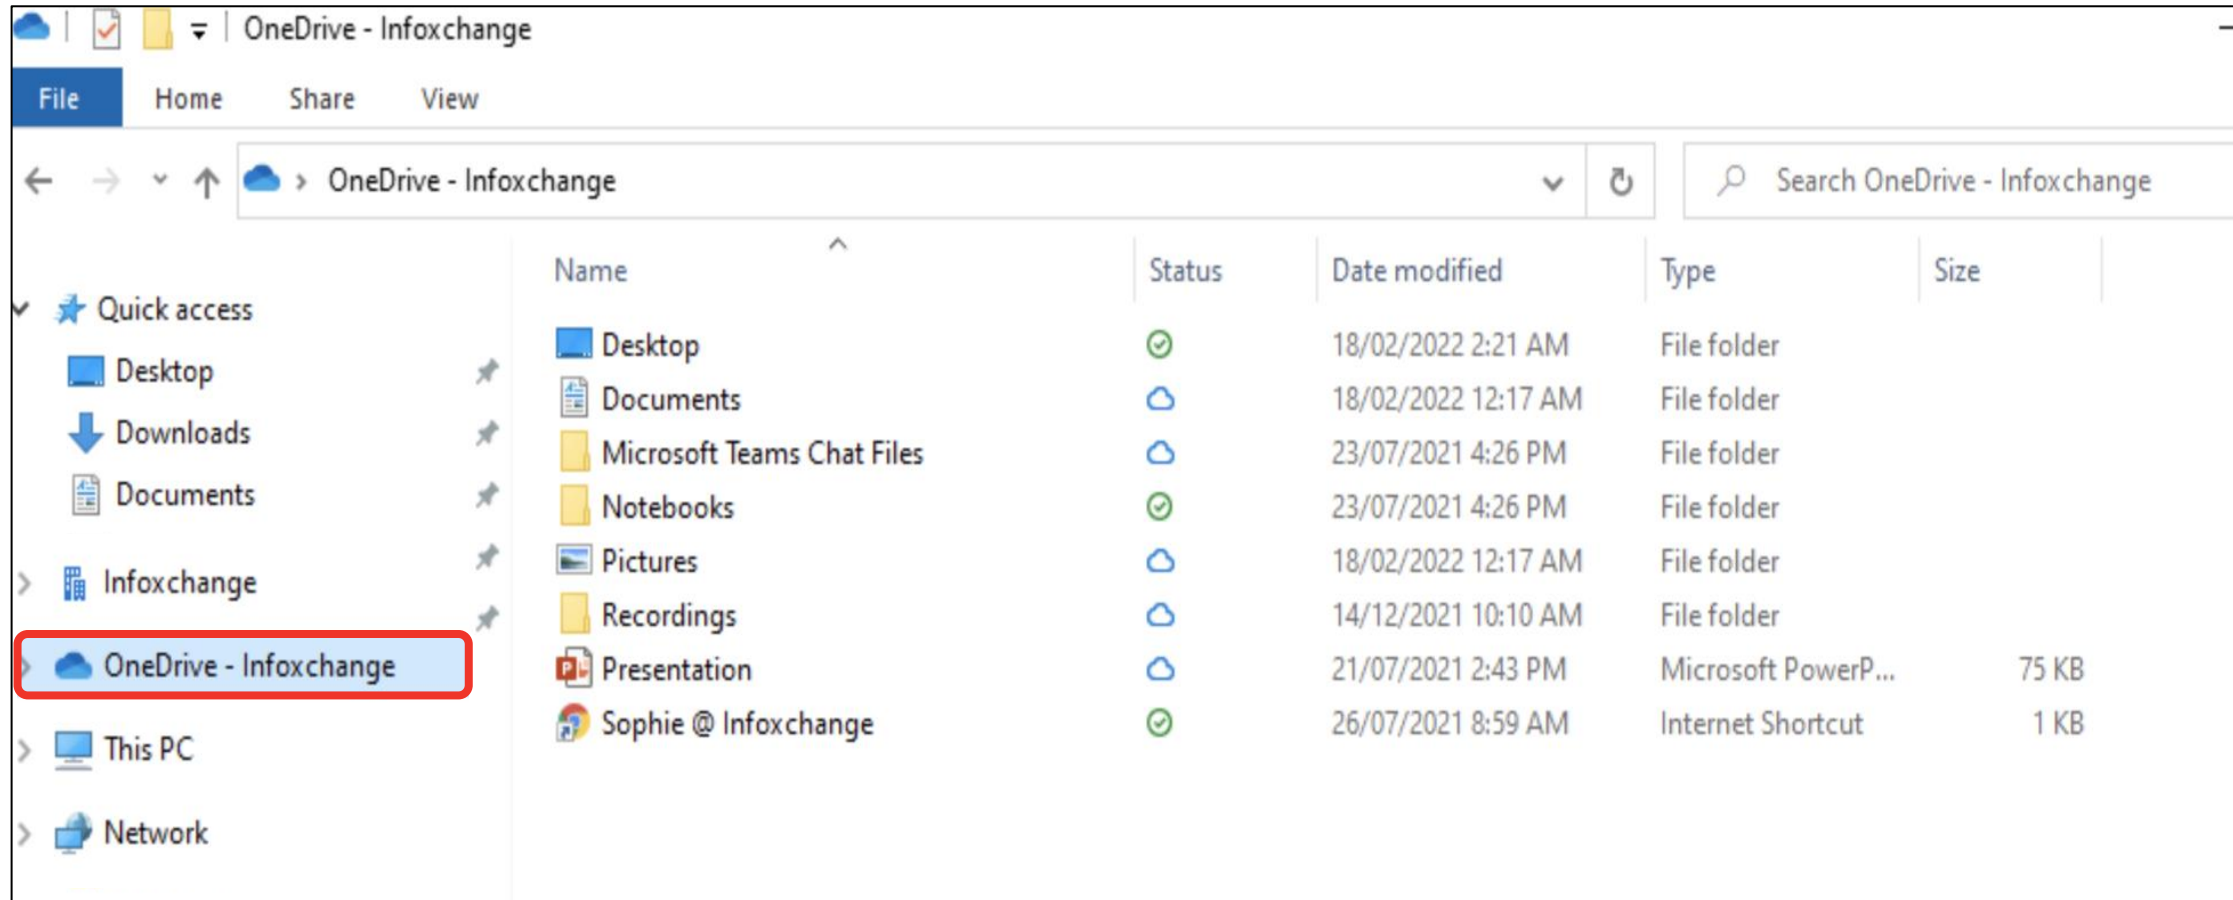 OneDrive - Infoxchange
File Home Share View
OneDrive - Infoxchange
Search OneDrive - Infoxchange
Quick access
Desktop
Downloads
Documents
Infoxchange
OneDrive - Infoxchange
This PC
Network
Name Status Date modified Type Size
Desktop 18/02/2022 2:21 AM File folder
Documents 18/02/2022 12:17 AM File folder
Microsoft Teams Chat Files 23/07/2021 4:26 PM File folder
Notebooks 23/07/2021 4:26 PM File folder
Pictures 18/02/2022 12:17 AM File folder
Recordings 14/12/2021 10:10 AM File folder
Presentation 21/07/2021 2:43 PM Microsoft PowerP... 75 KB
Sophie @ Infoxchange 26/07/2021 8:59 AM Internet Shortcut 1 KB